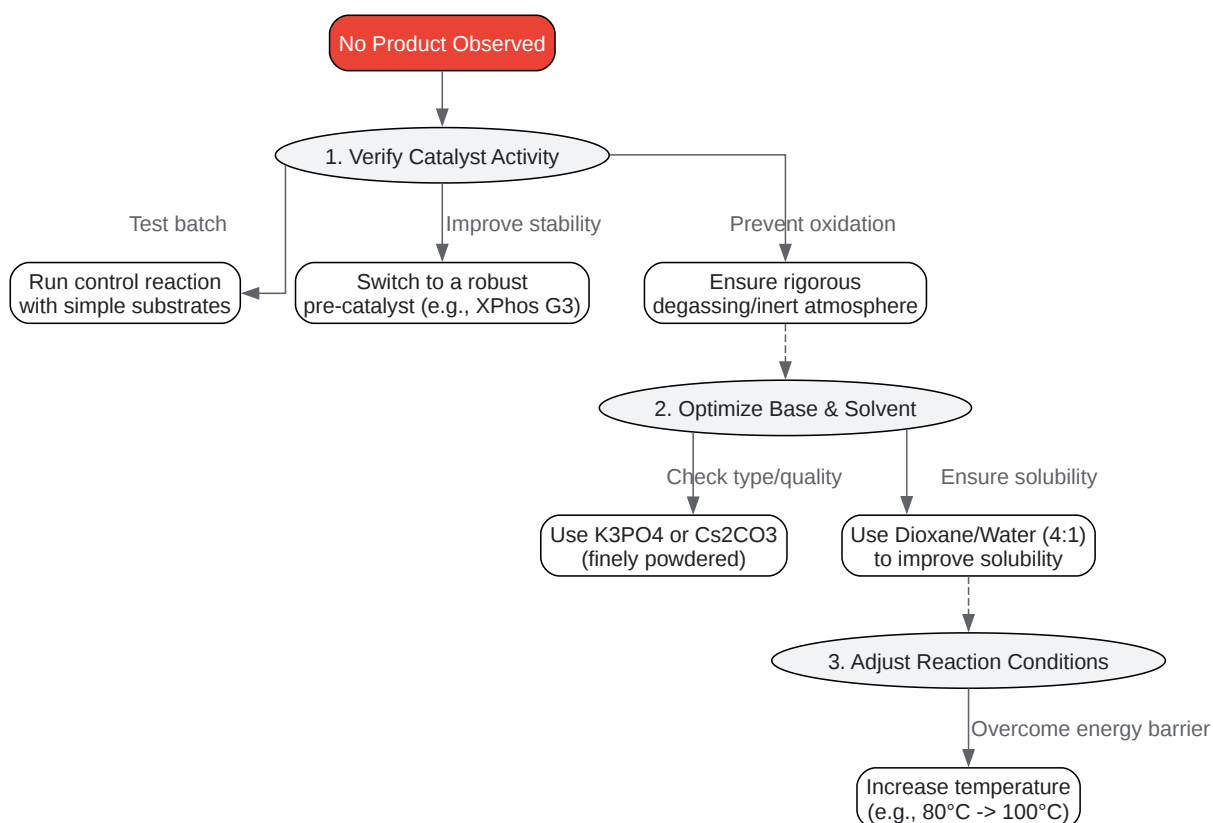 No Product Observed
1. Verify Catalyst Activity
Test batch
Improve stability
Prevent oxidation
Run control reaction
with simple substrates
Switch to a robust
pre-catalyst (e.g., XPhos G3)
Ensure rigorous
degassing/inert atmosphere
2. Optimize Base & Solvent
Check type/quality
Ensure solubility
Use K3PO4 or Cs2CO3
(finely powdered)
Use Dioxane/Water (4:1)
to improve solubility
3. Adjust Reaction Conditions
Overcome energy barrier
Increase temperature
(e.g., 80°C -> 100°C)